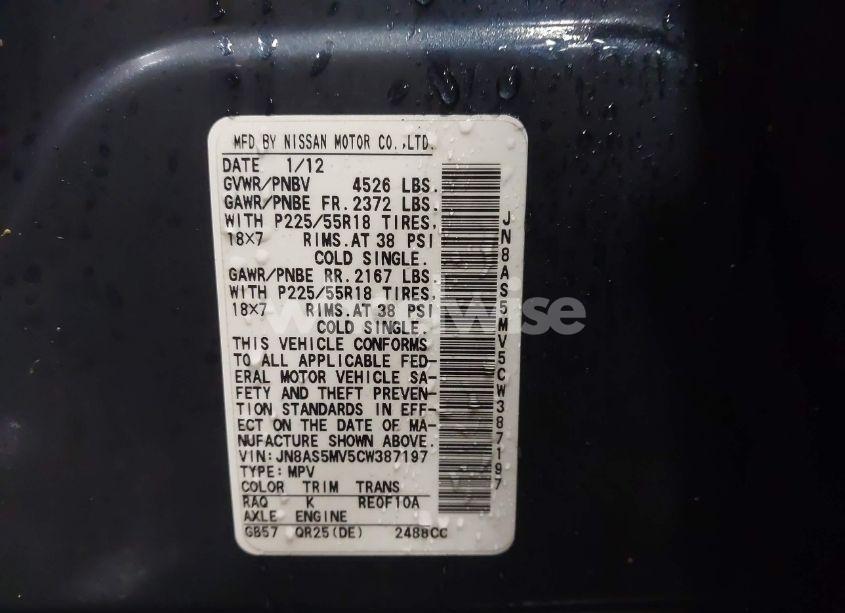 MFD.BY NISSAN MOTOR CO.,LTD.
DATE 1/12
GVWR/PNBV 4526 LBS.
GAWR/PNBE FR.2372 LBS.
WITH P225/55R18 TIRES.
18×7 RIMS.AT 38 PSI
COLD SINGLE.
GAWR/PNBE RR.2167 LBS.
WITH P225/55R18 TIRES.
18×7 RIMS.AT 38 PSI
COLD SINGLE.
THIS VEHICLE CONFORMS
TO ALL APPLICABLE FED-
ERAL MOTOR VEHICLE SA-
FETY AND THEFT PREVEN-
TION STANDARDS IN EFF-
ECT ON THE DATE OF MA-
NUFACTURE SHOWN ABOVE.
VIN:JN8AS5MV5CW387197
TYPE:MPV
COLOR TRIM TRANS
RAQ K RE0F10A
AXLE ENGINE
GB57 QR25(DE) 2488CC
JN8AS5MV5CW387197